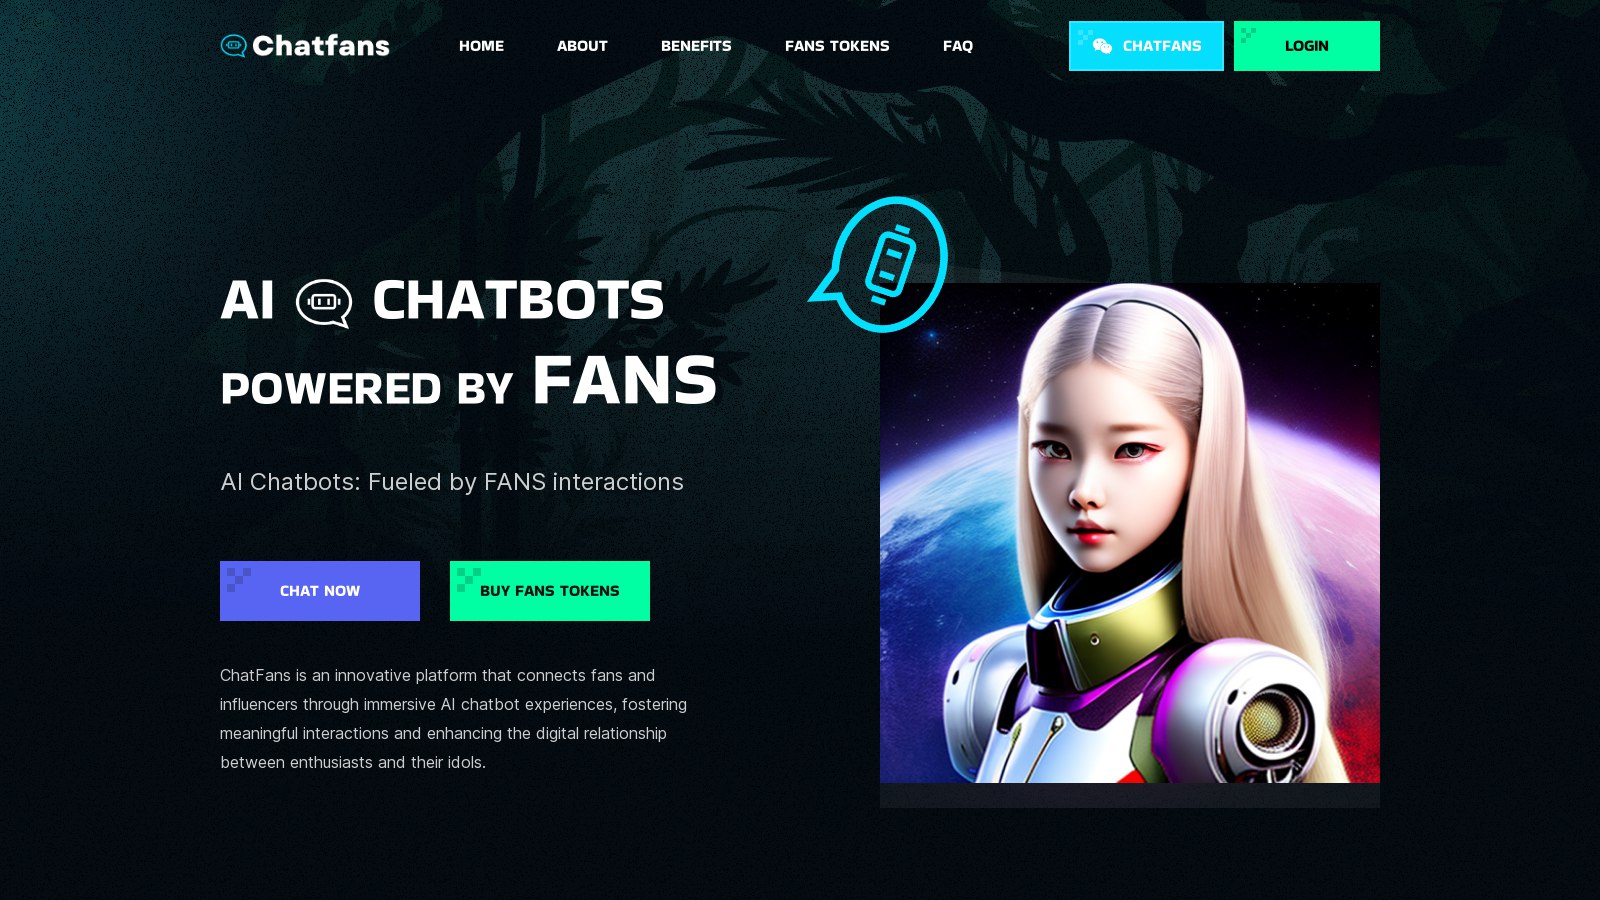 Chatfans
HOME
ABOUT
BENEFITS
FANS TOKENS
FAQ
CHATFANS
LOGIN
AI CHATBOTS
POWERED BY FANS
AI Chatbots: Fueled by FANS interactions
CHAT NOW
BUY FANS TOKENS
ChatFans is an innovative platform that connects fans and
influencers through immersive AI chatbot experiences, fostering
meaningful interactions and enhancing the digital relationship
between enthusiasts and their idols.